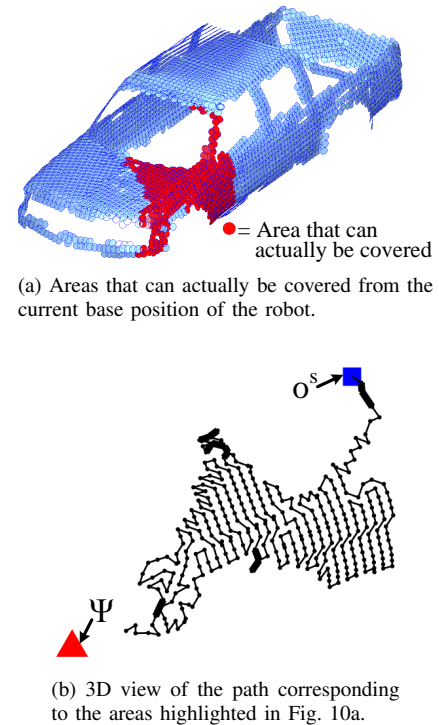 = Area that can
actually be covered
(a) Areas that can actually be covered from the
current base position of the robot.
o^s
Ψ
(b) 3D view of the path corresponding
to the areas highlighted in Fig. 10a.